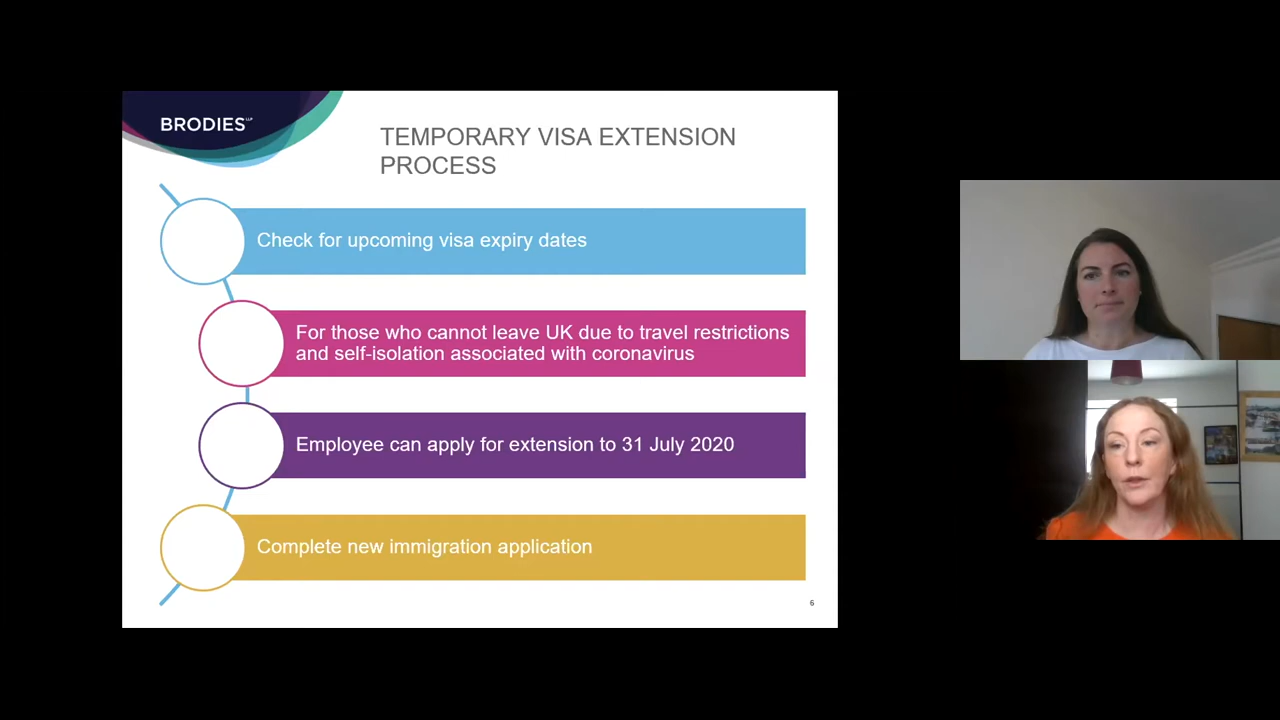 BRODIES LLP
TEMPORARY VISA EXTENSION
PROCESS
Check for upcoming visa expiry dates
For those who cannot leave UK due to travel restrictions
and self-isolation associated with coronavirus
Employee can apply for extension to 31 July 2020
Complete new immigration application
6